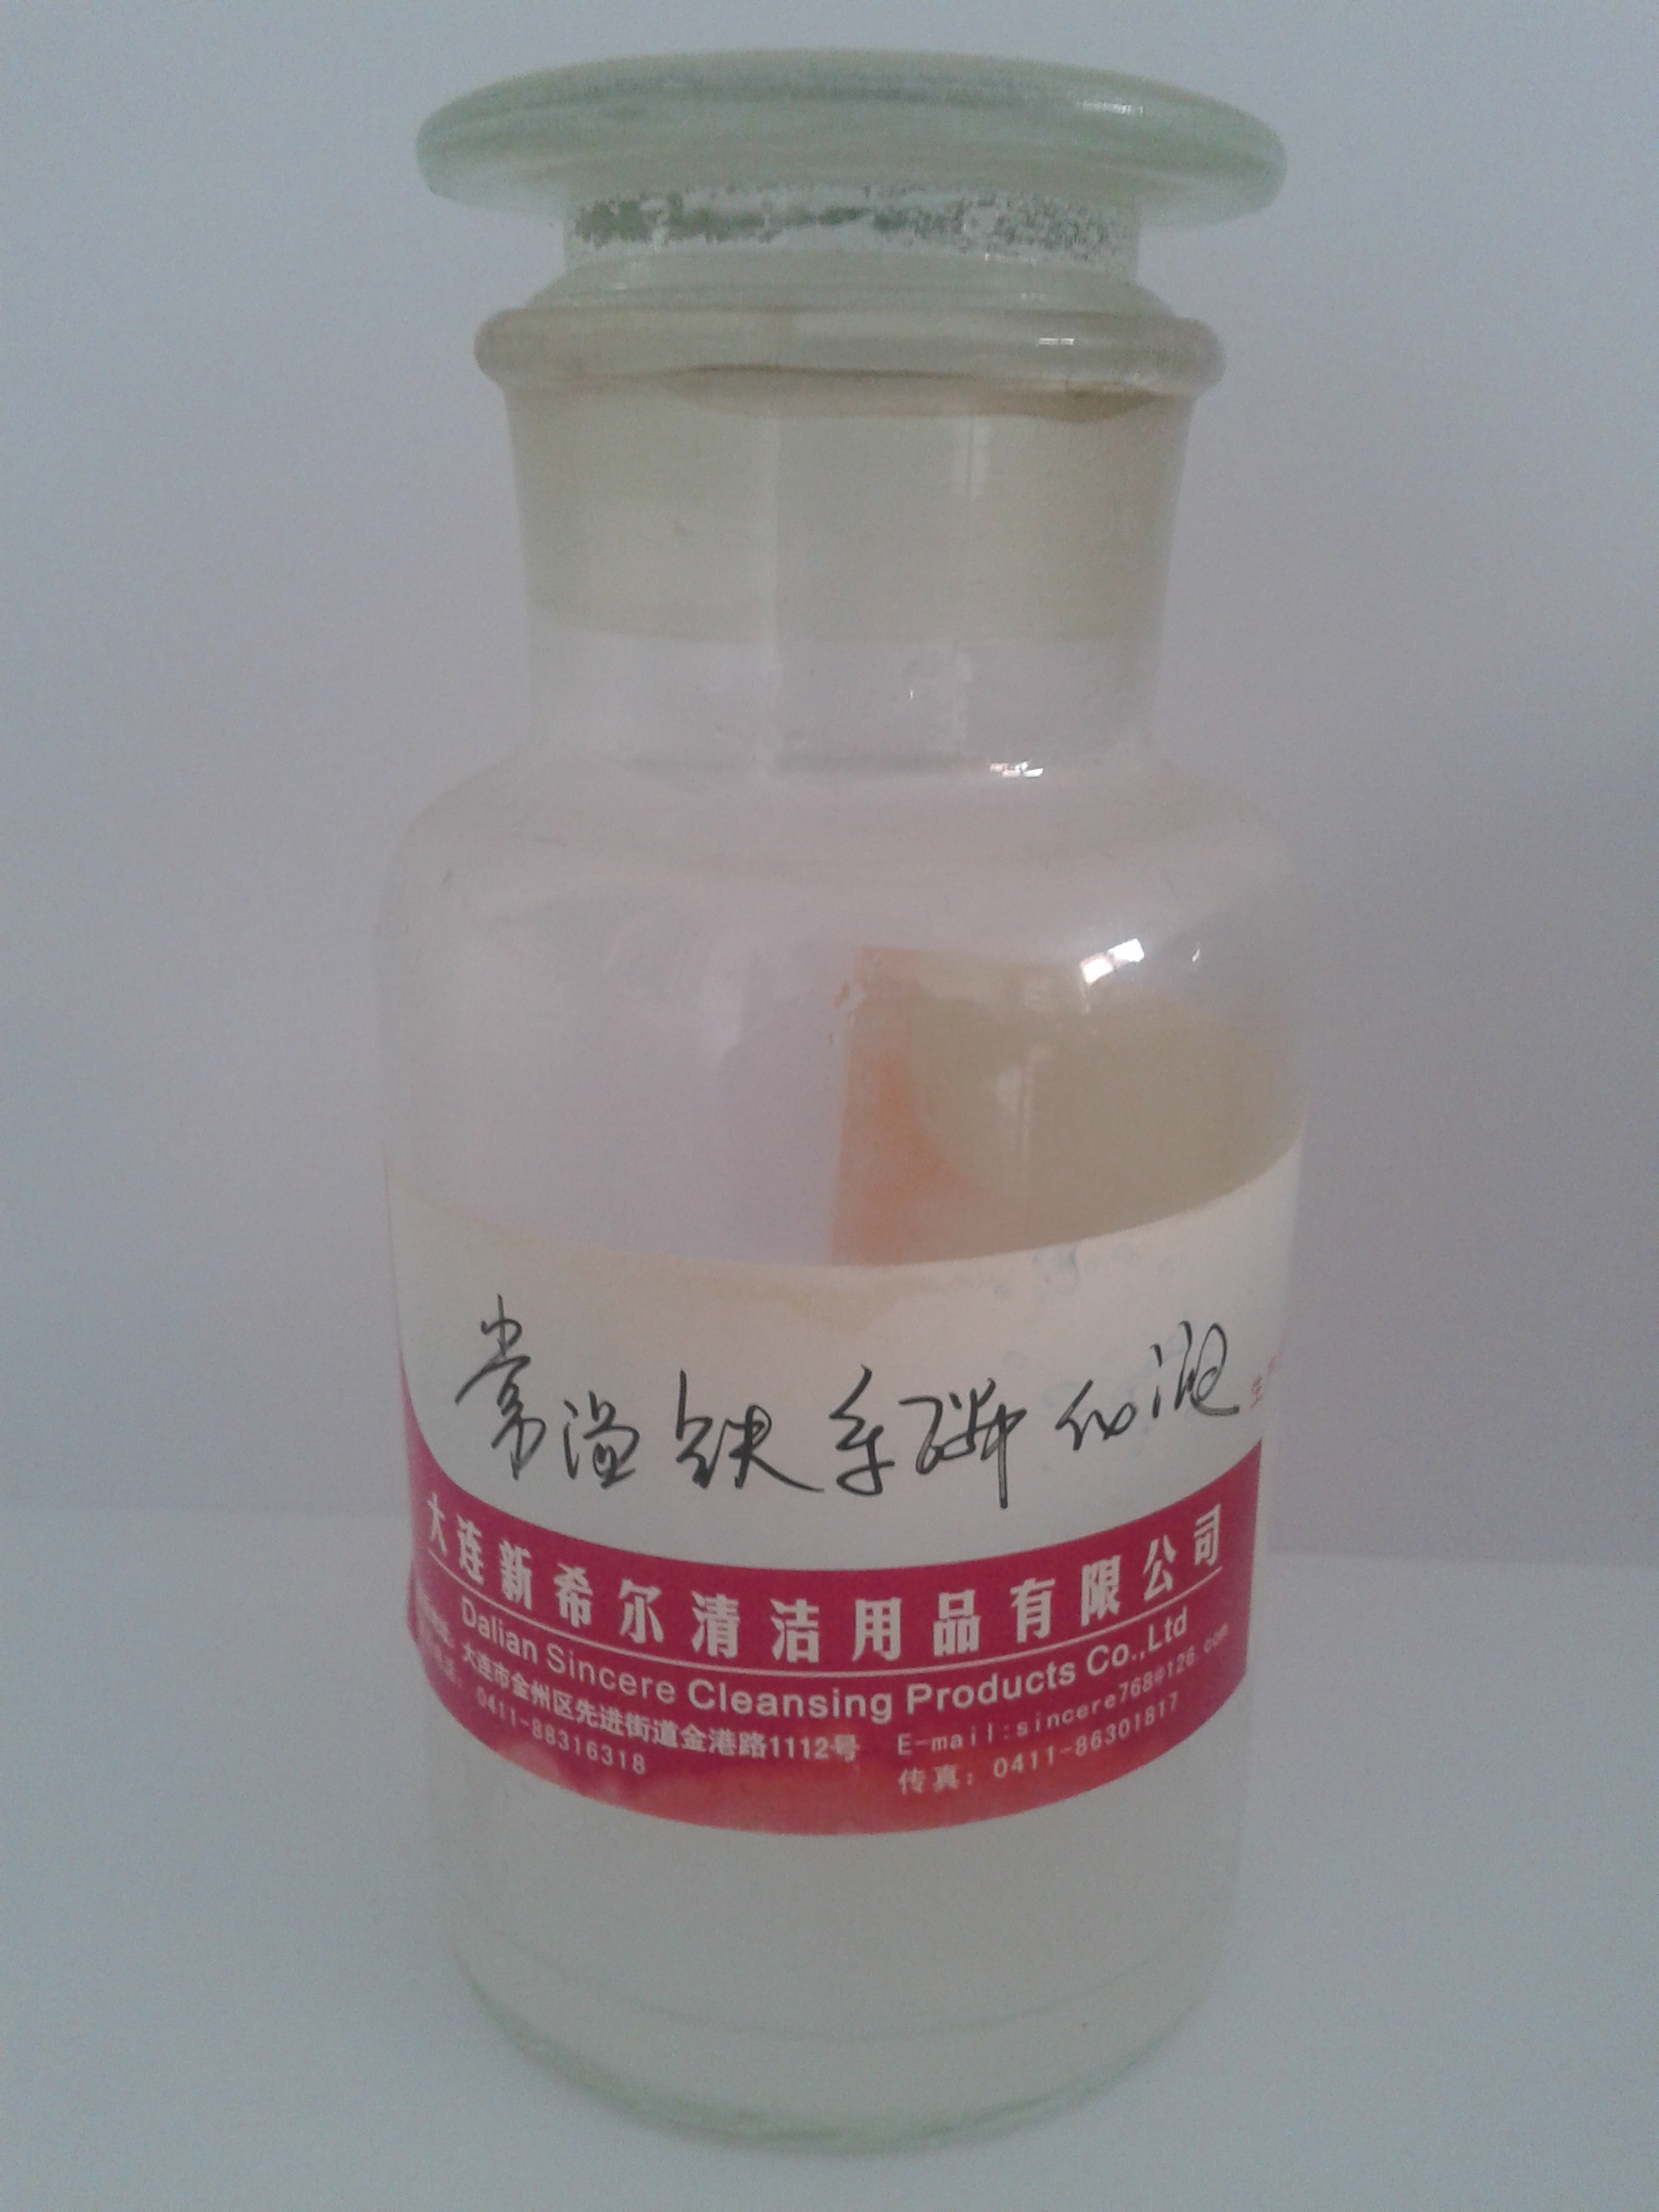 常温铁系磷化液
大连新希尔清洁用品有限公司
Dalian Sincere Cleansing Products Co.,Ltd
大连市金州区先进街道金港路1112号 E-mail:sincere768@126.com
0411-88316318 传真：0411-86301817